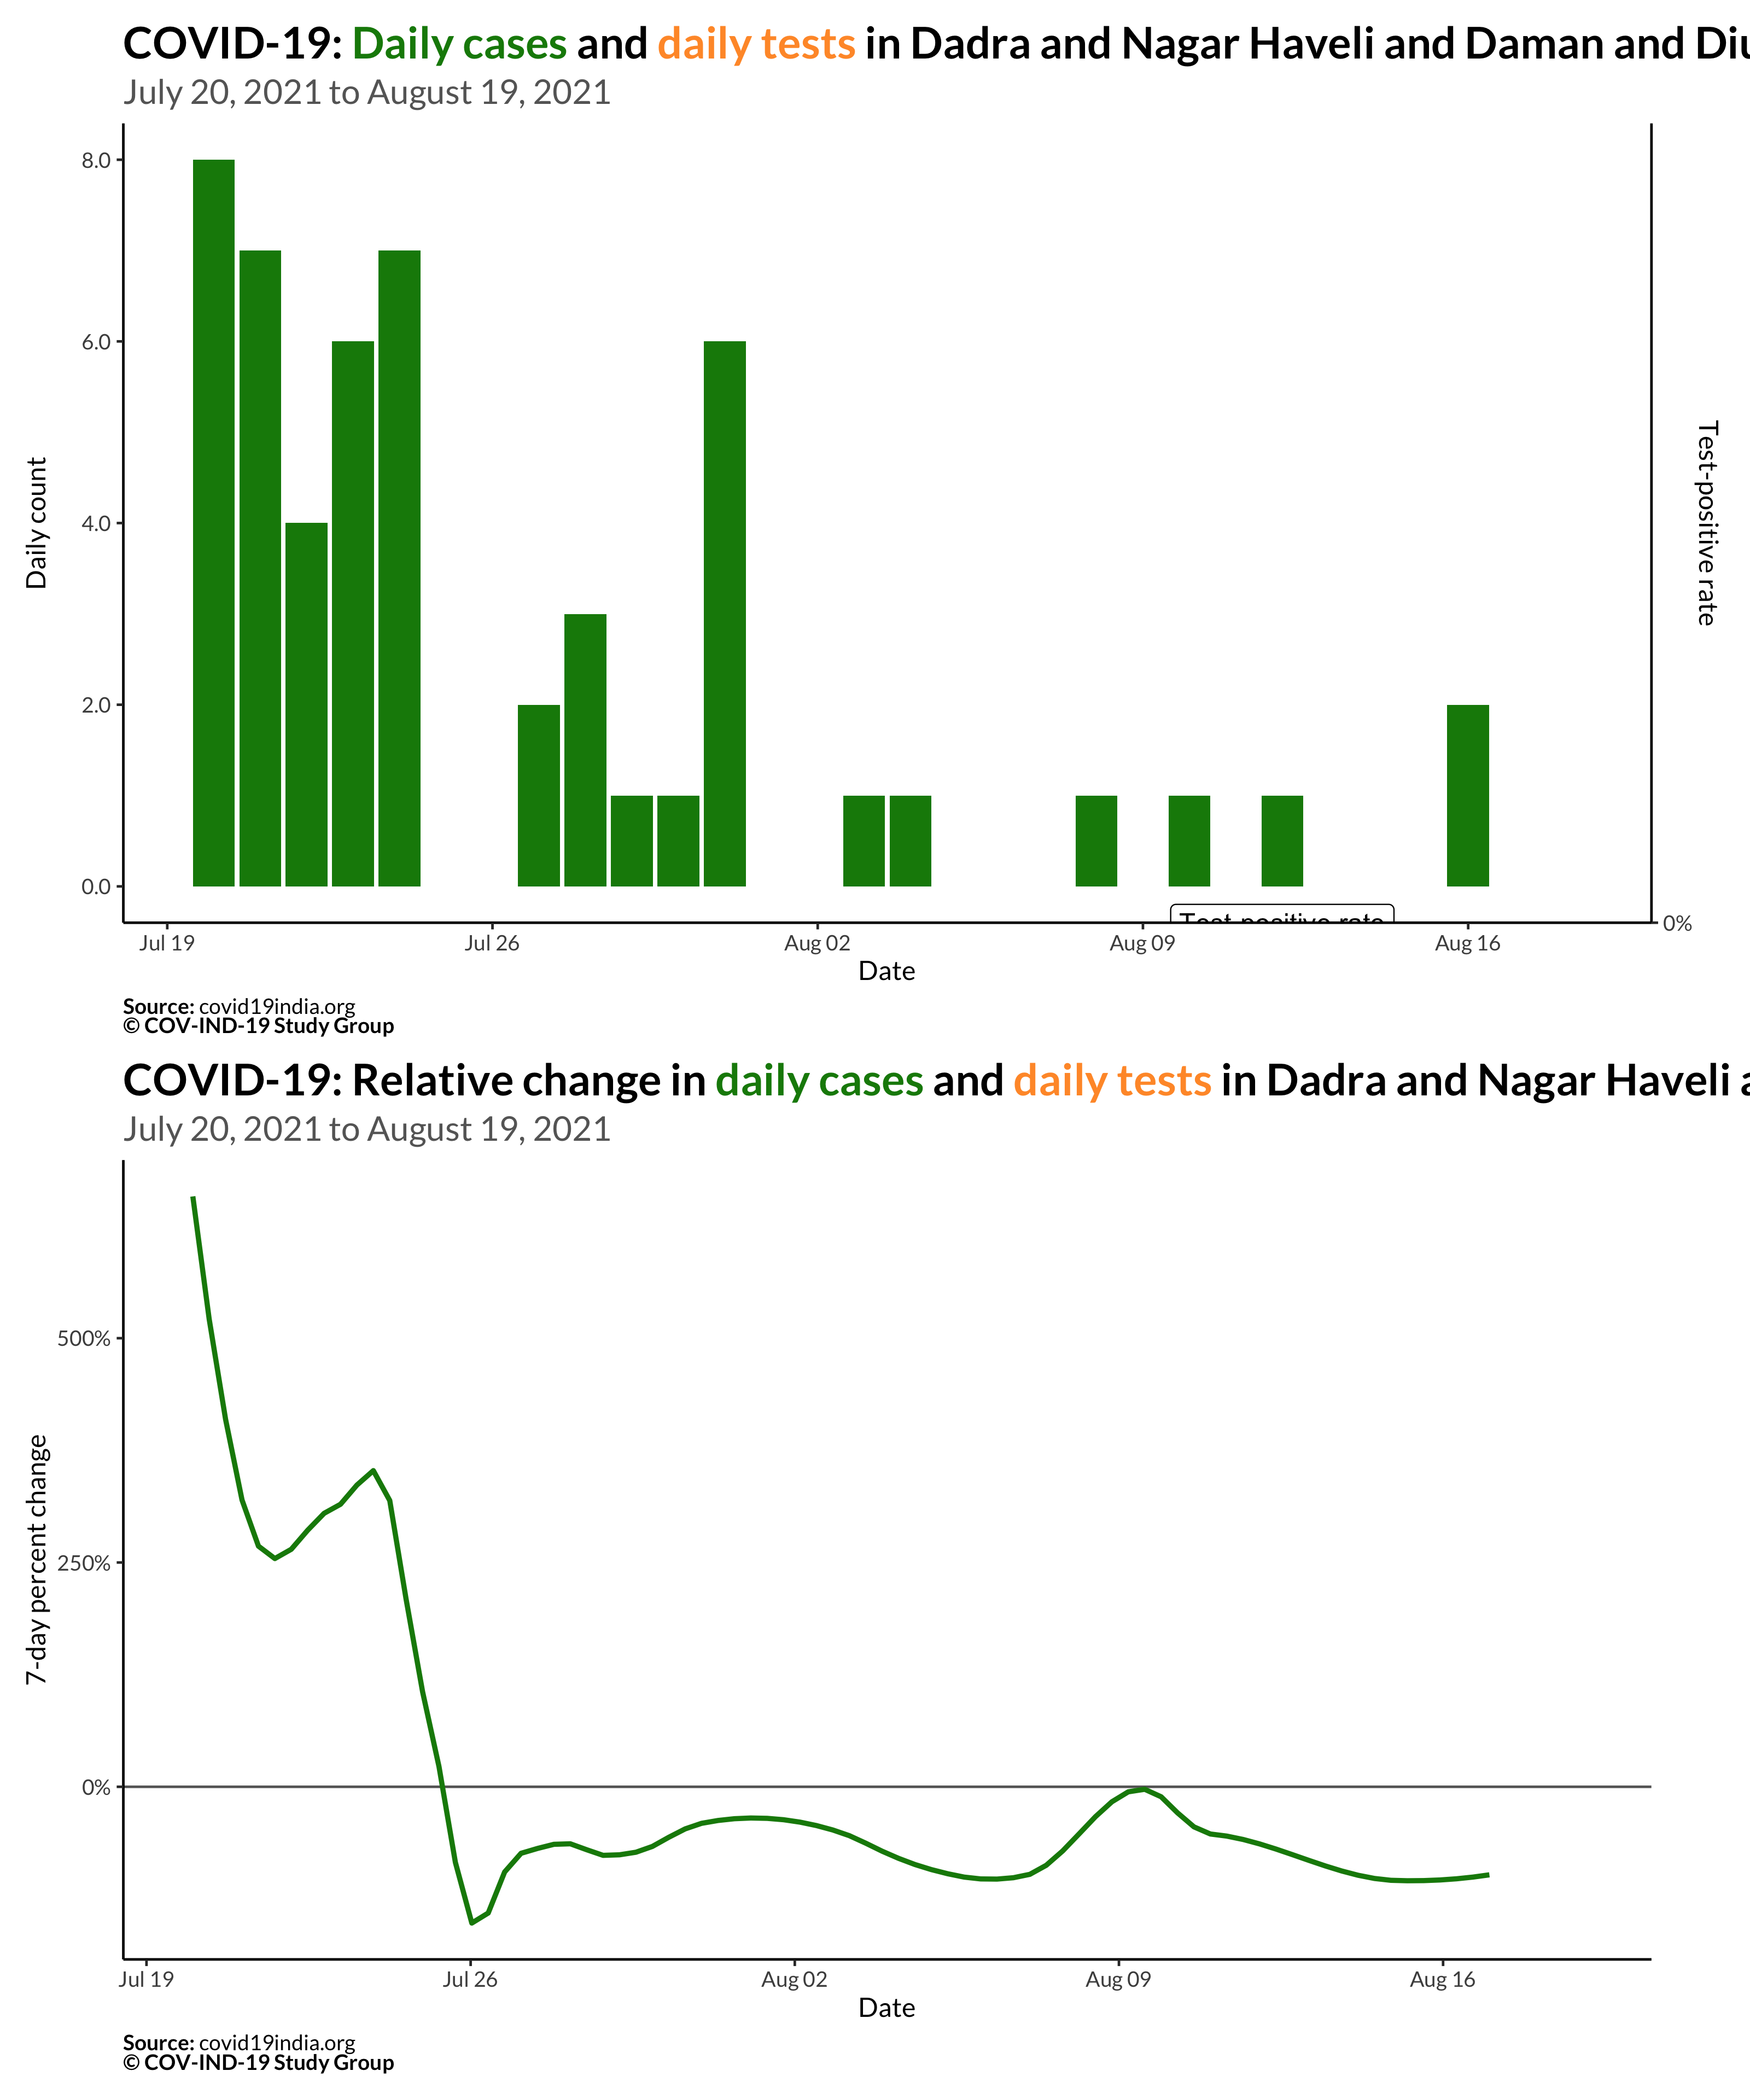 COVID-19: Daily cases and daily tests in Dadra and Nagar Haveli and Daman and Diu
July 20, 2021 to August 19, 2021
8.0
6.0
4.0
2.0
0.0
Daily count
Test-positive rate
Test-positive rate
0%
Jul 19
Jul 26
Aug 02
Aug 09
Aug 16
Date
Source: covid19india.org
© COV-IND-19 Study Group
COVID-19: Relative change in daily cases and daily tests in Dadra and Nagar Haveli a
July 20, 2021 to August 19, 2021
500%
250%
0%
7-day percent change
Jul 19
Jul 26
Aug 02
Aug 09
Aug 16
Date
Source: covid19india.org
© COV-IND-19 Study Group